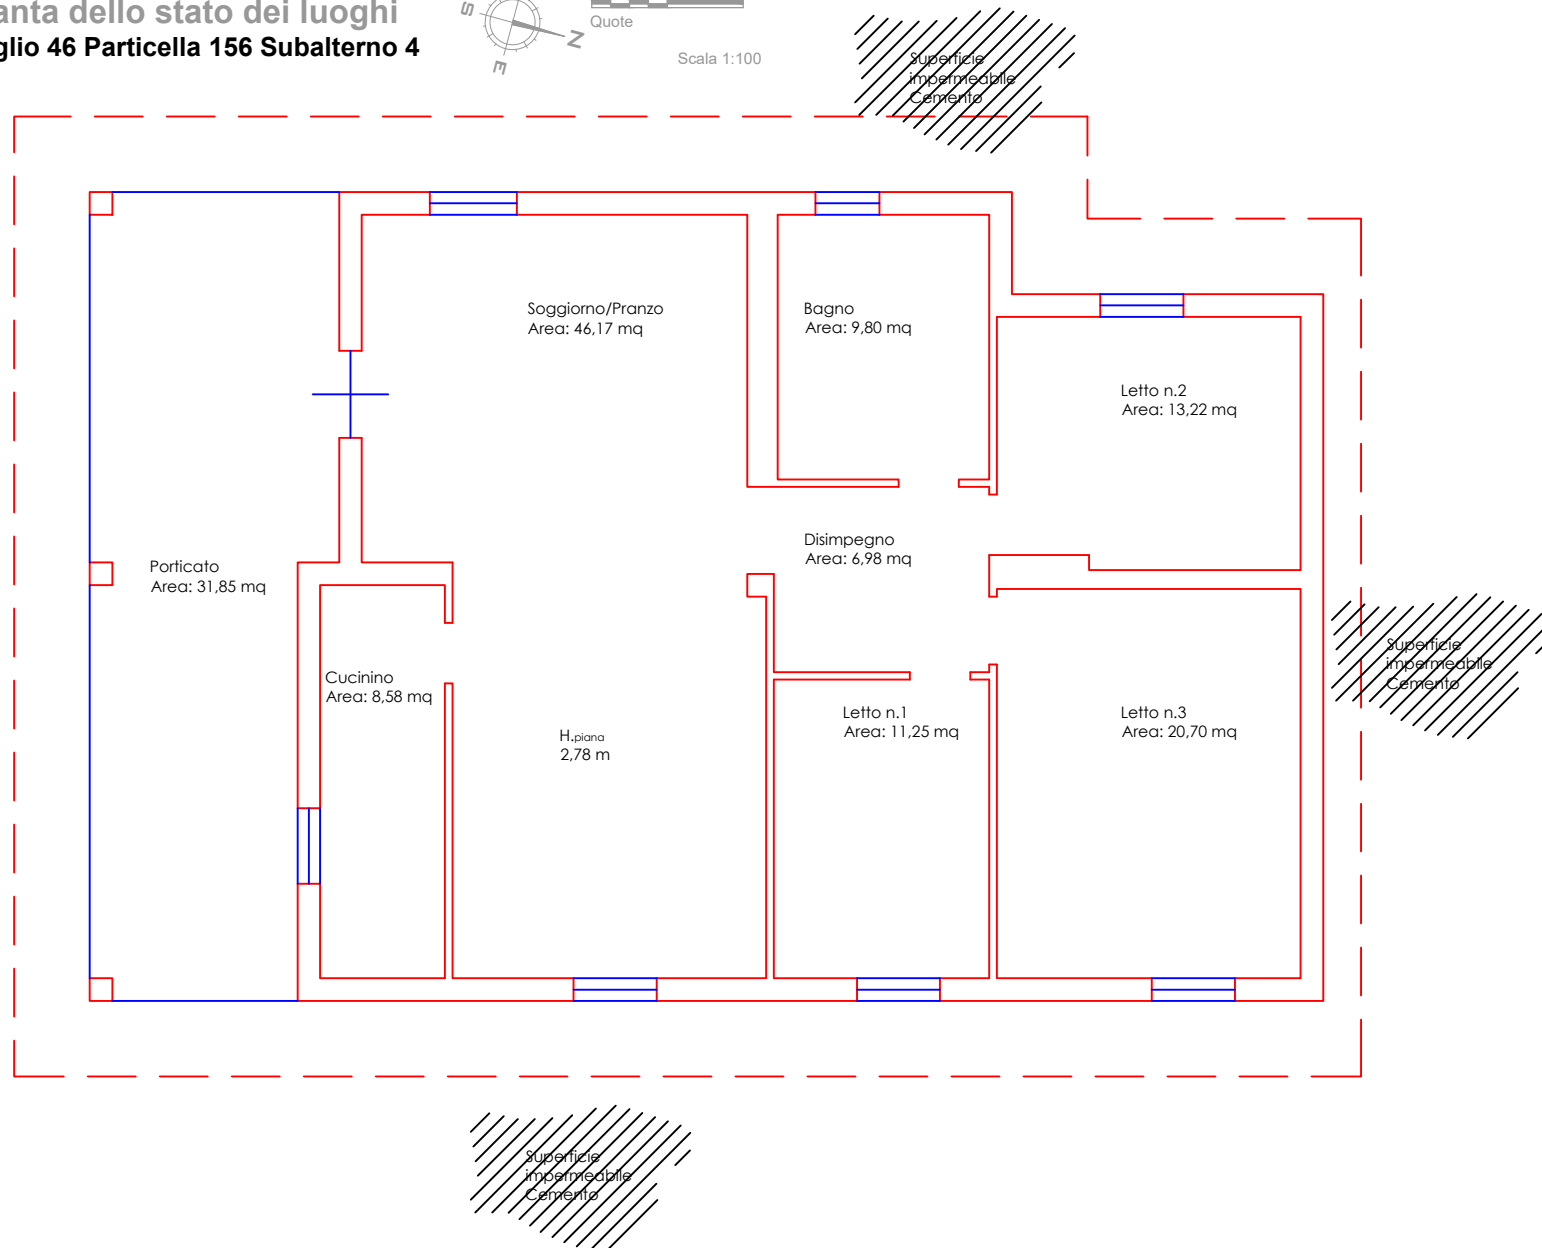 anta dello stato dei luoghi
glio 46 Particella 156 Subalterno 4
S
N
E
Quote
Scala 1:100
Superficie
impermeabile
Cemento
Soggiorno/Pranzo
Area: 46,17 mq
Bagno
Area: 9,80 mq
Letto n.2
Area: 13,22 mq
Disimpegno
Area: 6,98 mq
Porticato
Area: 31,85 mq
Cucinino
Area: 8,58 mq
H.piana
2,78 m
Letto n.1
Area: 11,25 mq
Letto n.3
Area: 20,70 mq
Superficie
impermeabile
Cemento
Superficie
impermeabile
Cemento